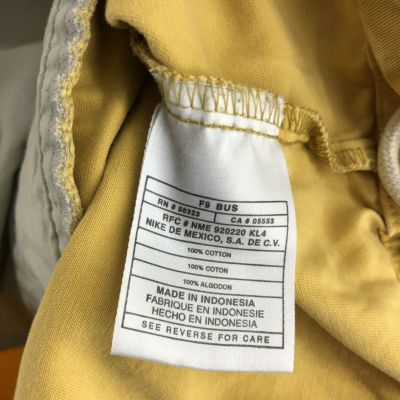 F9 BUS
RN # 56323 CA # 05553
RFC # NME 920220 KL4
NIKE DE MEXICO, S.A. DE C.V.
100% COTTON
100% COTON
100% ALGODON
MADE IN INDONESIA
FABRIQUE EN INDONESIE
HECHO EN INDONESIA
SEE REVERSE FOR CARE